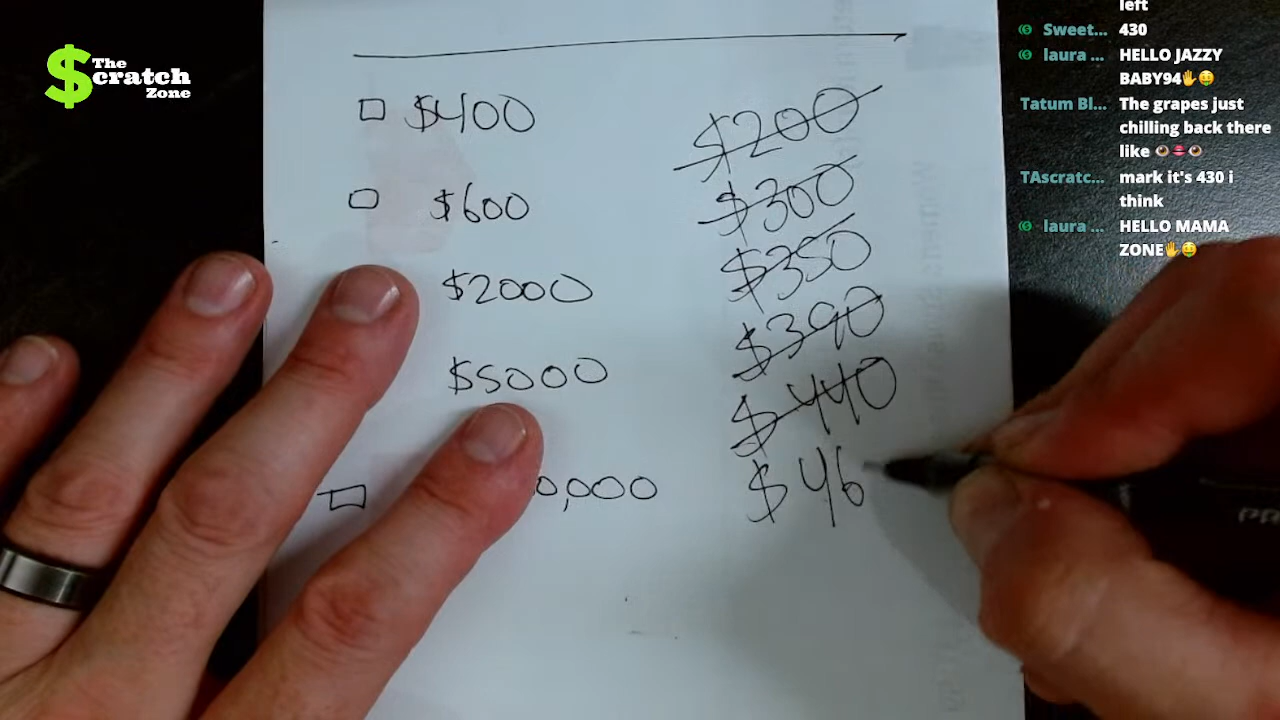 The
$cratch
Zone
$400
$600
$2000
$5000
0,000
$200
$300
$350
$390
$440
$46
left
Sweet... 430
laura ... HELLO JAZZY
BABY94✋🤑
Tatum Bl... The grapes just
chilling back there
like 👁️👄👁️
TAscratc... mark it's 430 i
think
laura ... HELLO MAMA
ZONE✋🤑